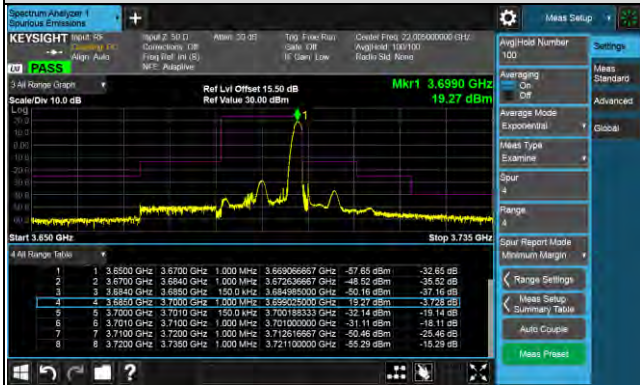 Spectrum Analyzer 1
Spurious Emissions
Meas Setup
KEYSIGHT
Input: RF
Coupling: DC
Align: Auto
Input Z: 50 Ω
Corrections: Off
Freq Ref: Int (S)
NFE: Adaptive
Atten: 30 dB
Trig: Free Run
Gate: Off
IF Gain: Low
Center Freq: 22.005000000 GHz
Avg|Hold: 100/100
Radio Std: None
PASS
3 All Range Graph
Ref Lvl Offset 15.50 dB
Mkr1 3.6990 GHz
Scale/Div 10.0 dB
Ref Value 30.00 dBm
19.27 dBm
Log
1
Start 3.650 GHz
Stop 3.735 GHz
4 All Range Table
1 1 3.6500 GHz 3.6700 GHz 1.000 MHz 3.669066667 GHz -57.65 dBm -32.65 dB
2 2 3.6700 GHz 3.6840 GHz 1.000 MHz 3.672636667 GHz -48.52 dBm -35.52 dB
3 3 3.6840 GHz 3.6850 GHz 150.0 kHz 3.684985000 GHz -50.16 dBm -37.16 dB
4 4 3.6850 GHz 3.7000 GHz 1.000 MHz 3.699025000 GHz 19.27 dBm -3.728 dB
5 5 3.7000 GHz 3.7010 GHz 150.0 kHz 3.700188333 GHz -32.14 dBm -19.14 dB
6 6 3.7010 GHz 3.7100 GHz 1.000 MHz 3.701000000 GHz -31.11 dBm -18.11 dB
7 7 3.7100 GHz 3.7200 GHz 1.000 MHz 3.712616667 GHz -50.46 dBm -25.46 dB
8 8 3.7200 GHz 3.7350 GHz 1.000 MHz 3.721100000 GHz -55.29 dBm -15.29 dB
Avg|Hold Number
100
Averaging
On
Off
Average Mode
Exponential
Meas Type
Examine
Spur
4
Range
4
Spur Report Mode
Minimum Margin
Range Settings
Meas Setup
Summary Table
Auto Couple
Meas Preset
Settings
Meas
Standard
Advanced
Global